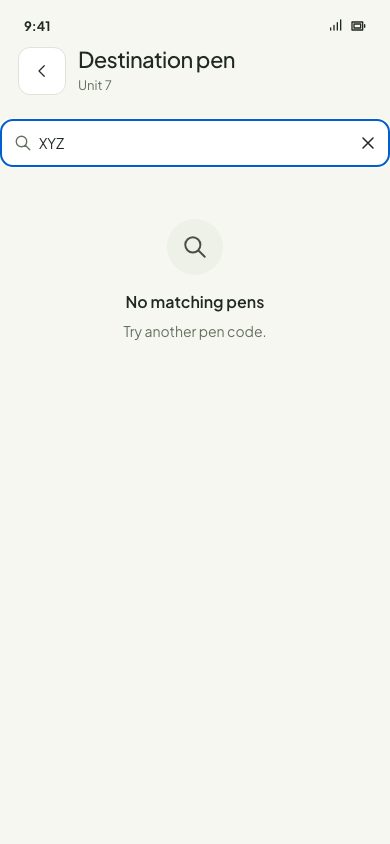 9:41
Destination pen
Unit 7
XYZ
No matching pens
Try another pen code.